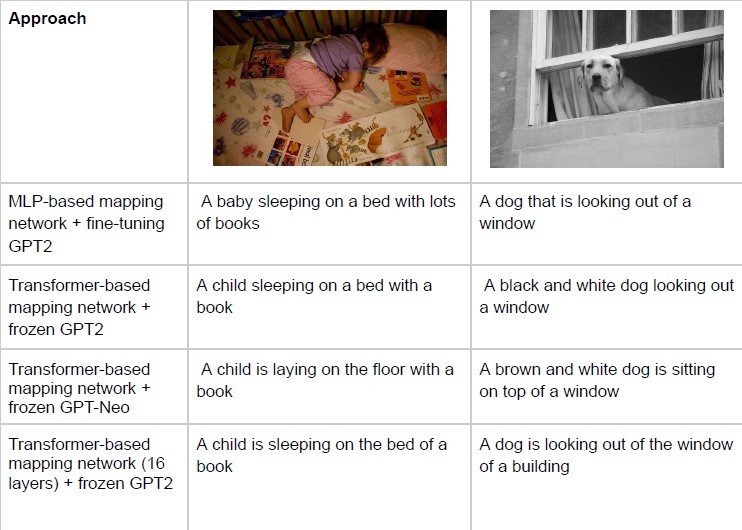 Approach
MLP-based mapping
network + fine-tuning
GPT2
A baby sleeping on a bed with lots
of books
A dog that is looking out of a
window
Transformer-based
mapping network +
frozen GPT2
A child sleeping on a bed with a
book
A black and white dog looking out
a window
Transformer-based
mapping network +
frozen GPT-Neo
A child is laying on the floor with a
book
A brown and white dog is sitting
on top of a window
Transformer-based
mapping network (16
layers) + frozen GPT2
A child is sleeping on the bed of a
book
A dog is looking out of the window
of a building